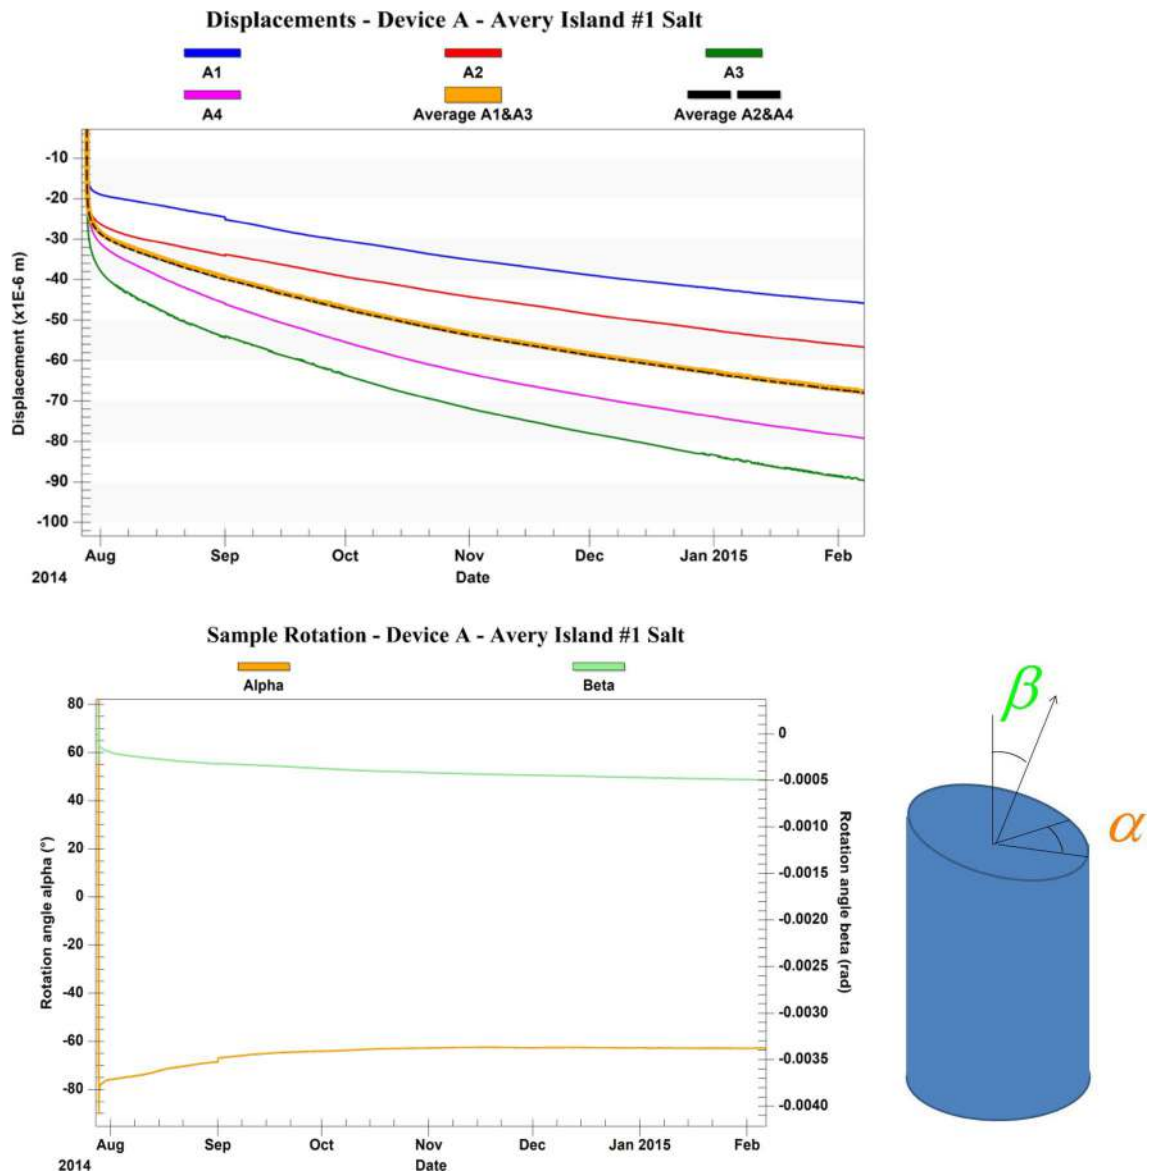 Displacements - Device A - Avery Island #1 Salt
A1 A2 A3
A4 Average A1&A3 Average A2&A4
Displacement (x1E-6 m)
-10
-20
-30
-40
-50
-60
-70
-80
-90
-100
Aug Sep Oct Nov Dec Jan 2015 Feb
2014 Date
Sample Rotation - Device A - Avery Island #1 Salt
Alpha Beta
Rotation angle alpha (°)
80
60
40
20
0
-20
-40
-60
-80
0
-0.0005
-0.0010
-0.0015
-0.0020
-0.0025
-0.0030
-0.0035
-0.0040
Rotation angle beta (rad)
Aug Sep Oct Nov Dec Jan 2015 Feb
2014 Date
β
α